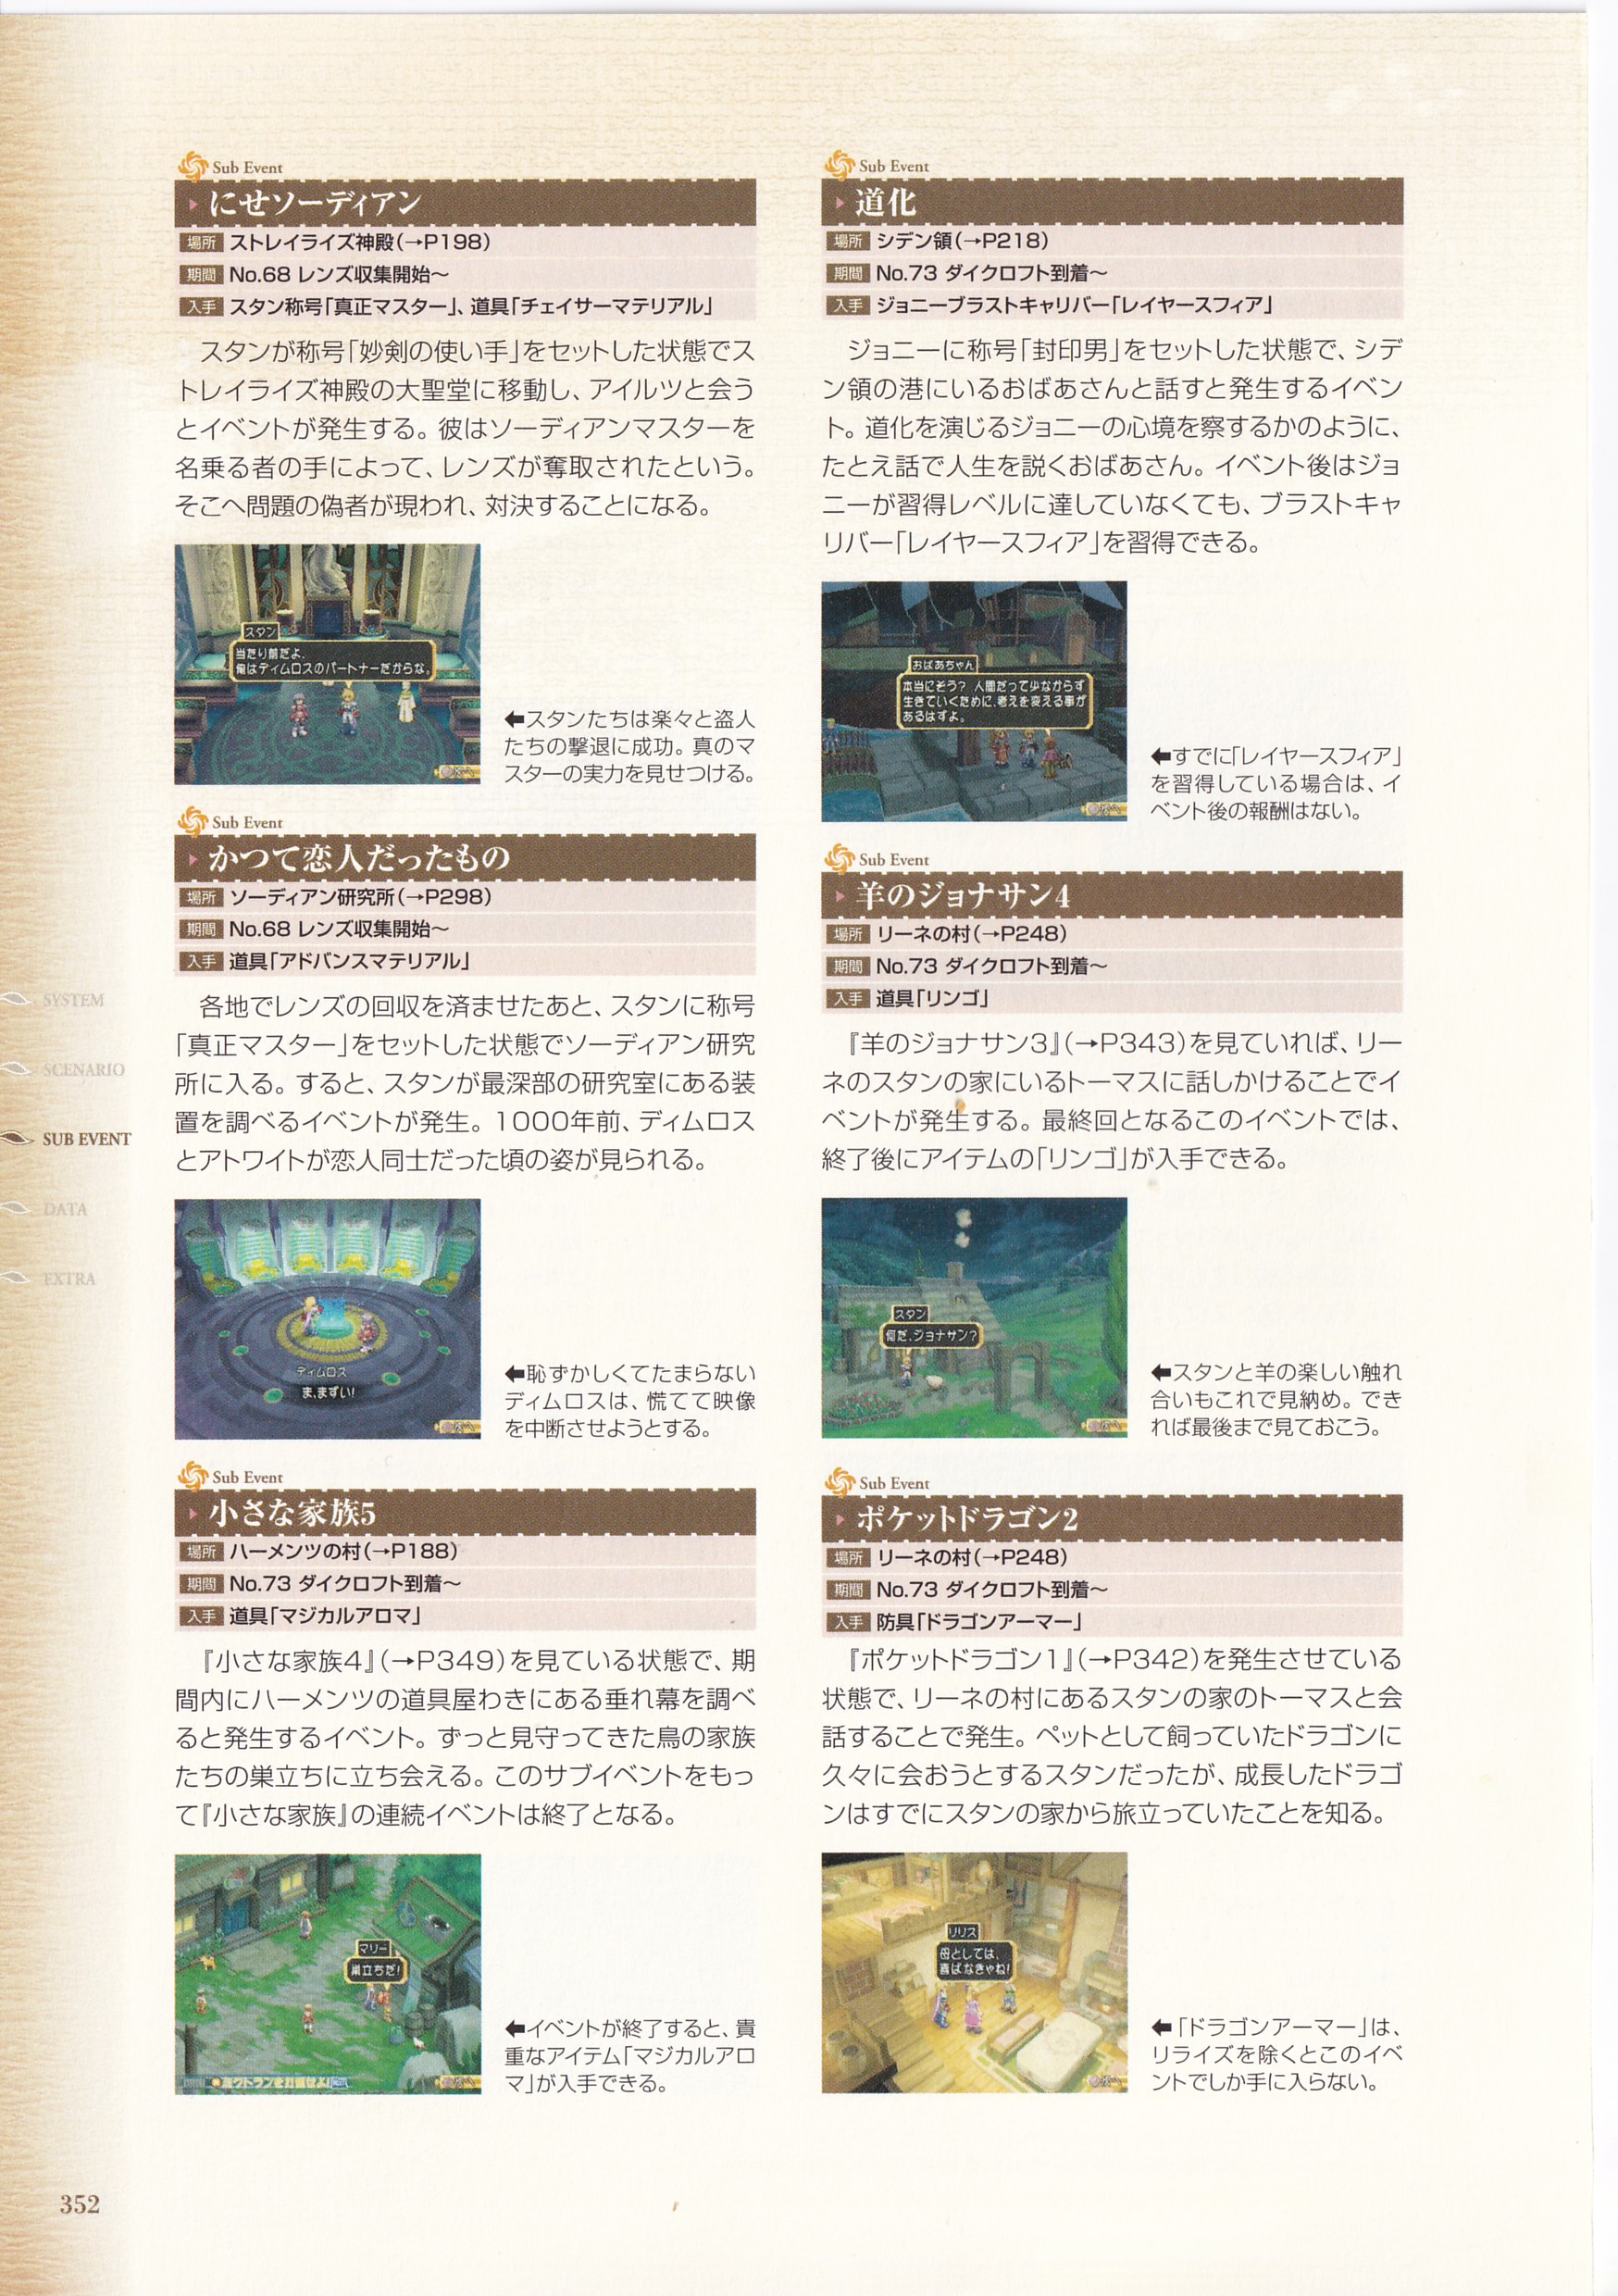 Sub Event
にせソーディアン
場所 ストレイライズ神殿(→P198)
期間 No.68 レンズ収集開始〜
入手 スタン称号「真正マスター」、道具「チェイサーマテリアル」
スタンが称号「妙剣の使い手」をセットした状態でス
トレイライズ神殿の大聖堂に移動し、アイルツと会う
とイベントが発生する。彼はソーディアンマスターを
名乗る者の手によって、レンズが奪取されたという。
そこへ問題の偽者が現われ、対決することになる。
スタン
当たり前だよ、
俺はディムロスのパートナーだからな。
←スタンたちは楽々と盗人
たちの撃退に成功。真のマ
スターの実力を見せつける。
Sub Event
かつて恋人だったもの
場所 ソーディアン研究所(→P298)
期間 No.68 レンズ収集開始〜
入手 道具「アドバンスマテリアル」
各地でレンズの回収を済ませたあと、スタンに称号
「真正マスター」をセットした状態でソーディアン研究
所に入る。すると、スタンが最深部の研究室にある装
置を調べるイベントが発生。1000年前、ディムロス
とアトワイトが恋人同士だった頃の姿が見られる。
ディムロス
ま、まずい!
←恥ずかしくてたまらない
ディムロスは、慌てて映像
を中断させようとする。
Sub Event
小さな家族5
場所 ハーメンツの村(→P188)
期間 No.73 ダイクロフト到着〜
入手 道具「マジカルアロマ」
『小さな家族4』(→P349)を見ている状態で、期
間内にハーメンツの道具屋わきにある垂れ幕を調べ
ると発生するイベント。ずっと見守ってきた鳥の家族
たちの巣立ちに立ち会える。このサブイベントをもっ
て『小さな家族』の連続イベントは終了となる。
マリー
巣立ちだ!
←イベントが終了すると、貴
重なアイテム「マジカルアロ
マ」が入手できる。
Sub Event
道化
場所 シデン領(→P218)
期間 No.73 ダイクロフト到着〜
入手 ジョニーブラストキャリバー「レイヤースフィア」
ジョニーに称号「封印男」をセットした状態で、シデ
ン領の港にいるおばあさんと話すと発生するイベン
ト。道化を演じるジョニーの心境を察するかのように、
たとえ話で人生を説くおばあさん。イベント後はジョ
ニーが習得レベルに達していなくても、ブラストキャ
リバー「レイヤースフィア」を習得できる。
おばあちゃん
本当にそう? 人間だって少なからず
生きていくために、考えを変える事が
あるはずよ。
←すでに「レイヤースフィア」
を習得している場合は、イ
ベント後の報酬はない。
Sub Event
羊のジョナサン4
場所 リーネの村(→P248)
期間 No.73 ダイクロフト到着〜
入手 道具「リンゴ」
『羊のジョナサン3』(→P343)を見ていれば、リー
ネのスタンの家にいるトーマスに話しかけることでイ
ベントが発生する。最終回となるこのイベントでは、
終了後にアイテムの「リンゴ」が入手できる。
スタン
何だ、ジョナサン?
←スタンと羊の楽しい触れ
合いもこれで見納め。でき
れば最後まで見ておこう。
Sub Event
ポケットドラゴン2
場所 リーネの村(→P248)
期間 No.73 ダイクロフト到着〜
入手 防具「ドラゴンアーマー」
『ポケットドラゴン1』(→P342)を発生させている
状態で、リーネの村にあるスタンの家のトーマスと会
話することで発生。ペットとして飼っていたドラゴンに
久々に会おうとするスタンだったが、成長したドラゴ
ンはすでにスタンの家から旅立っていたことを知る。
リリス
母としては、
喜ばなきゃね!
←「ドラゴンアーマー」は、
リライズを除くとこのイベ
ントでしか手に入らない。
SYSTEM
SCENARIO
SUB EVENT
DATA
EXTRA
352